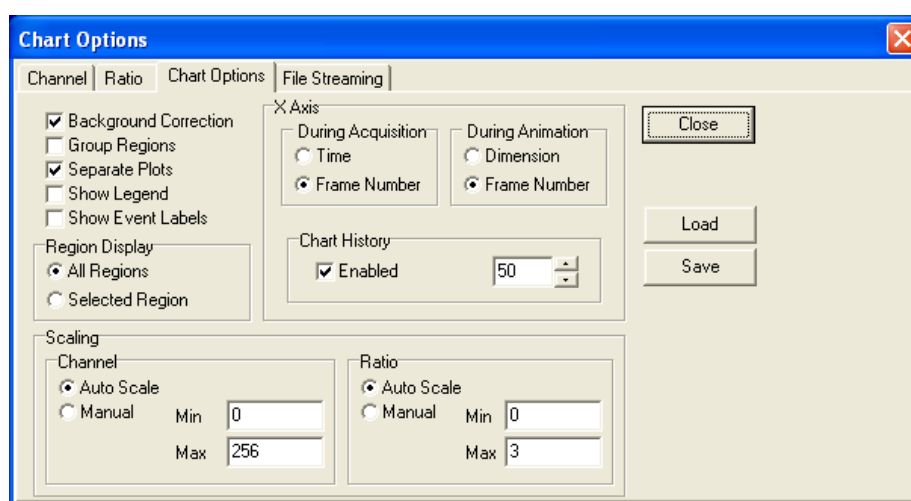 Chart Options
Channel Ratio Chart Options File Streaming
Background Correction
Group Regions
Separate Plots
Show Legend
Show Event Labels
Region Display
All Regions
Selected Region
X Axis
During Acquisition
Time
Frame Number
During Animation
Dimension
Frame Number
Chart History
Enabled 50
Close
Load
Save
Scaling
Channel
Auto Scale
Manual Min 0
Max 256
Ratio
Auto Scale
Manual Min 0
Max 3